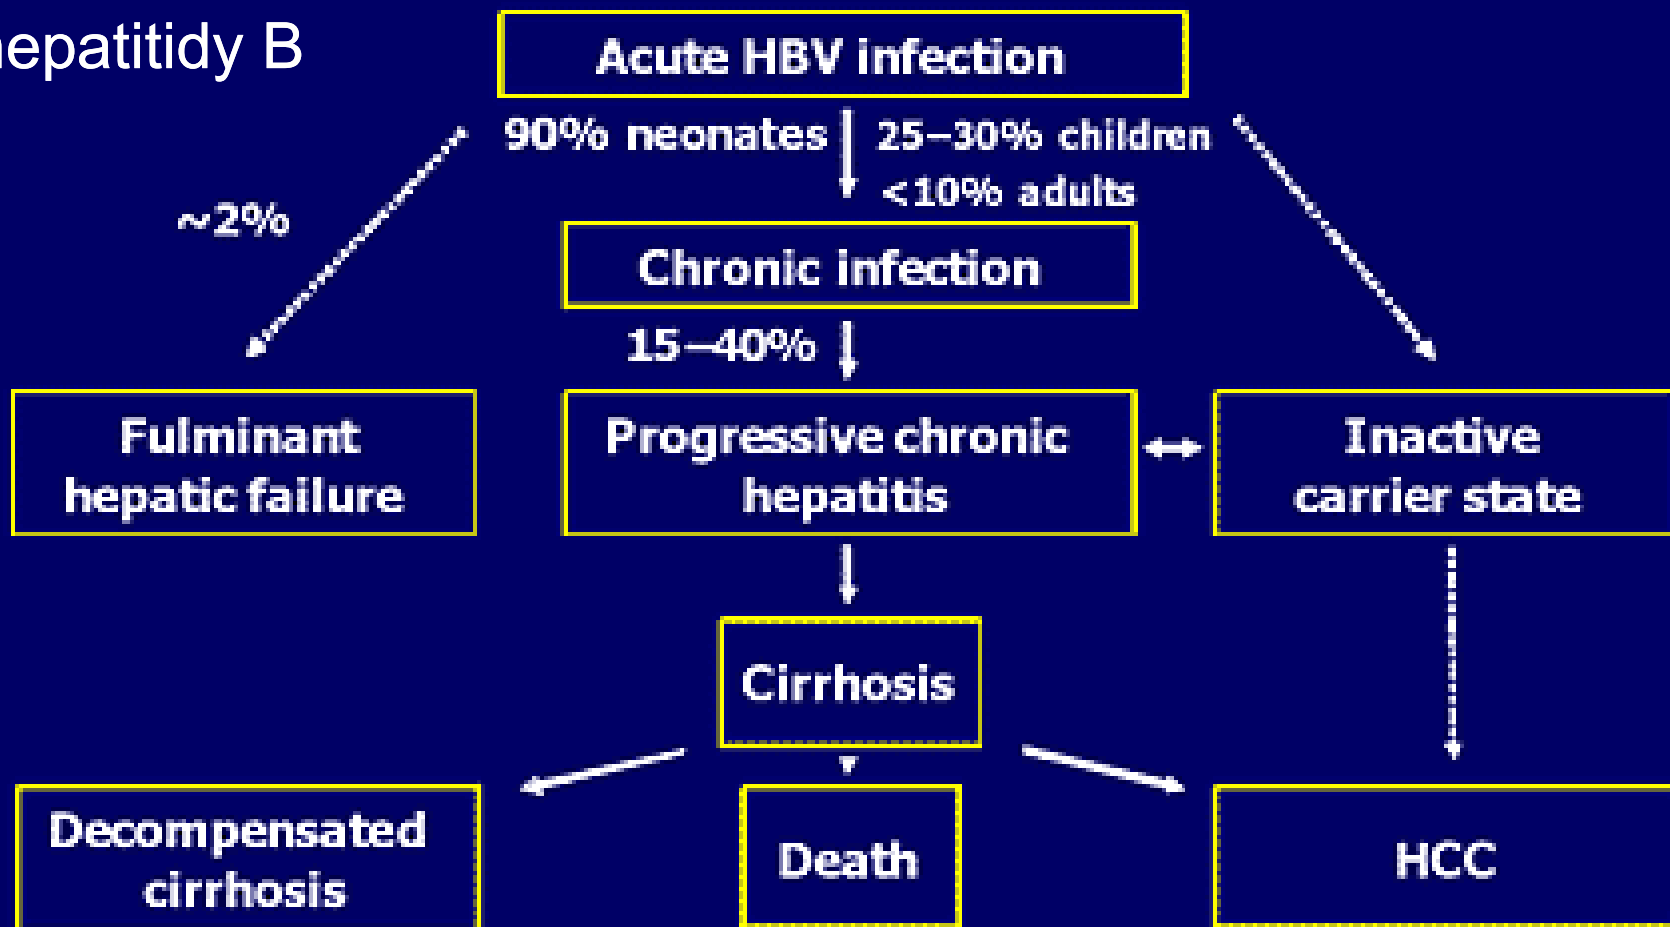 hepatitidy B
Acute HBV infection
90% neonates
25–30% children
<10% adults
~2%
Chronic infection
15–40%
Fulminant
hepatic failure
Progressive chronic
hepatitis
Inactive
carrier state
Cirrhosis
Decompensated
cirrhosis
Death
HCC